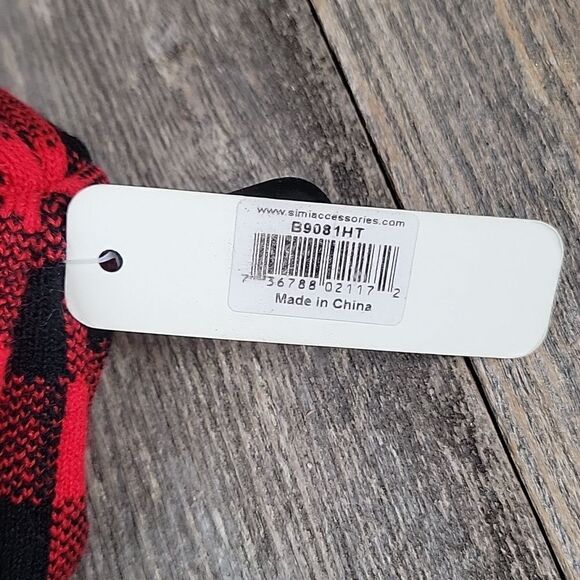 www.simiaccessories.com
B9081HT
7 36788 02117 2
Made in China